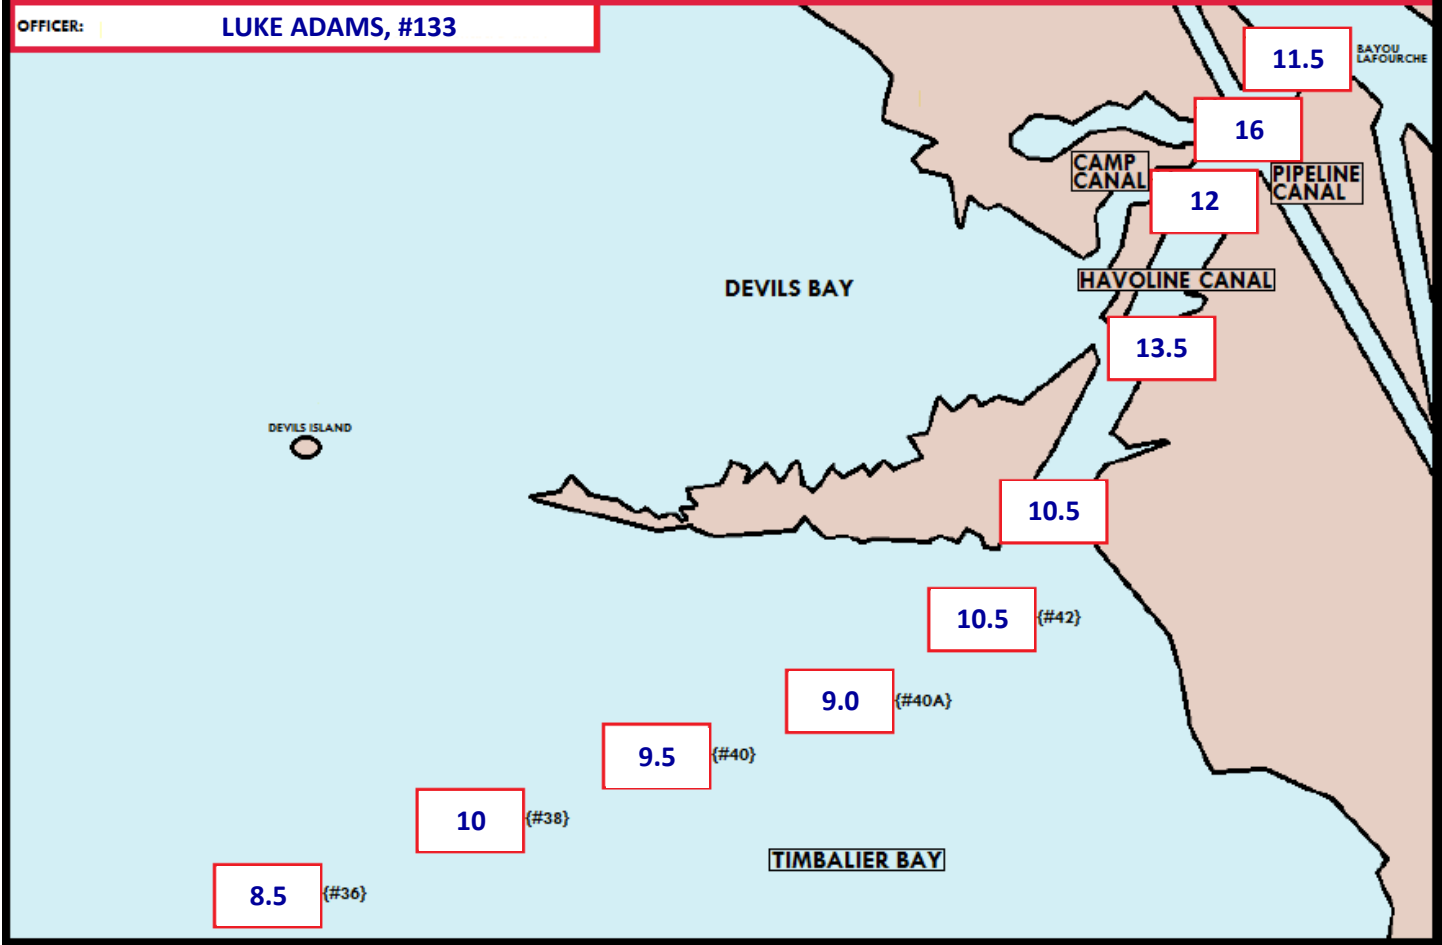 OFFICER: LUKE ADAMS, #133
11.5
BAYOU
LAFOURCHE
16
CAMP
CANAL
PIPELINE
CANAL
12
HAVOLINE CANAL
DEVILS BAY
13.5
DEVILS ISLAND
10.5
10.5 {#42}
9.0 {#40A}
9.5 {#40}
10 {#38}
TIMBALIER BAY
8.5 {#36}